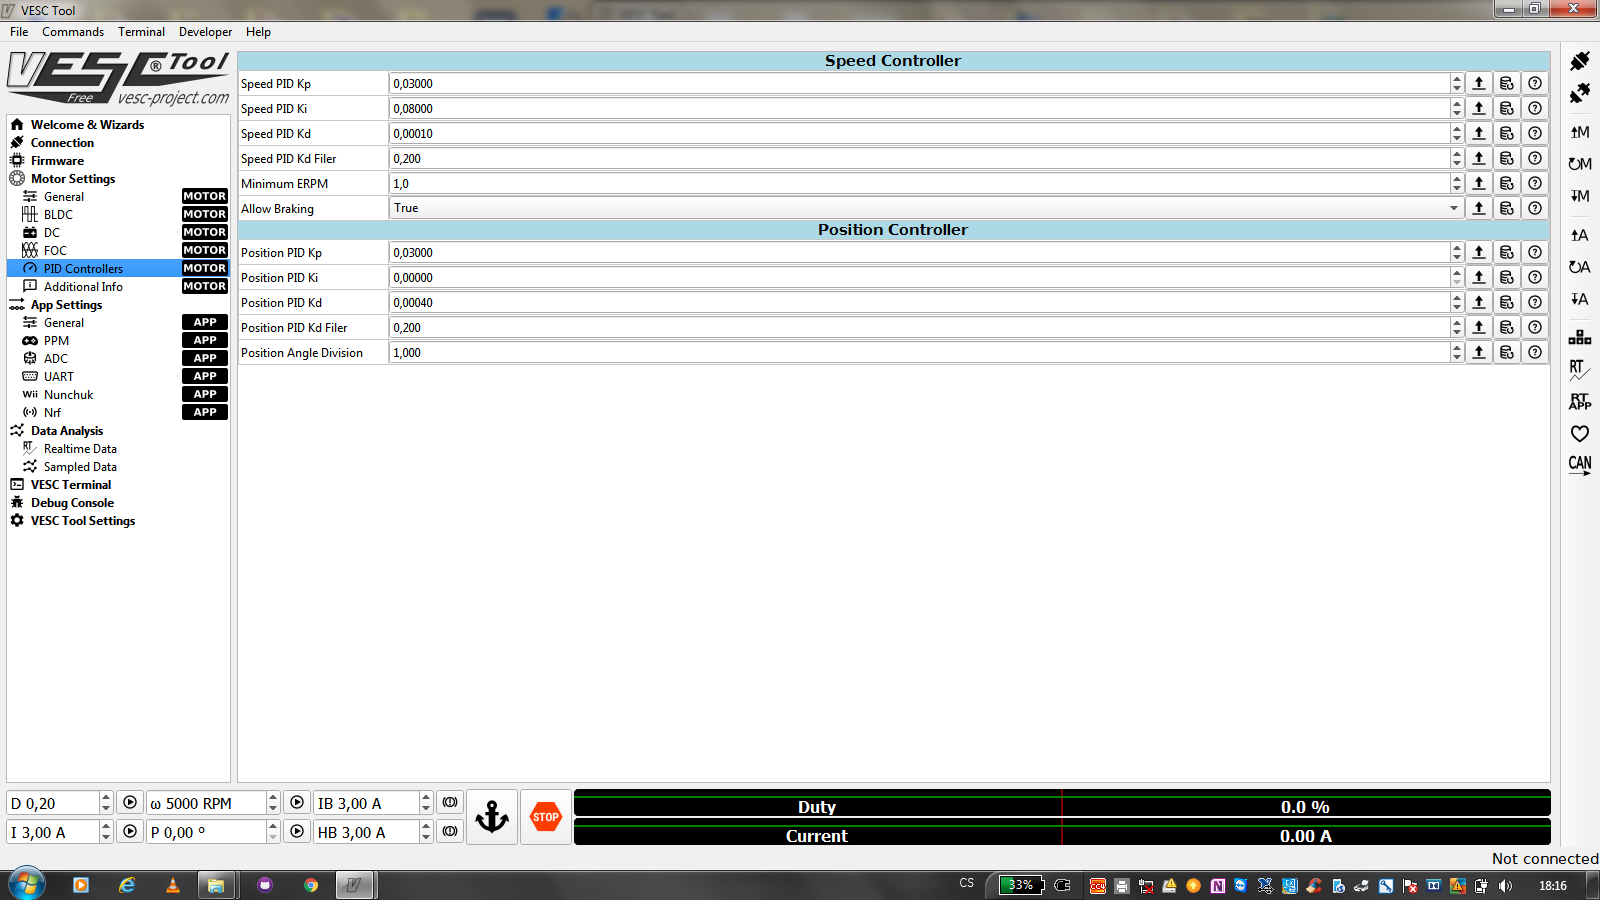 VESC Tool
File Commands Terminal Developer Help
VESC® Tool
Free vesc-project.com
Welcome & Wizards
Connection
Firmware
Motor Settings
General MOTOR
BLDC MOTOR
DC MOTOR
FOC MOTOR
PID Controllers MOTOR
Additional Info MOTOR
App Settings
General APP
PPM APP
ADC APP
UART APP
Wii Nunchuk APP
Nrf APP
Data Analysis
RT Realtime Data
Sampled Data
VESC Terminal
Debug Console
VESC Tool Settings
Speed Controller
Speed PID Kp 0,03000
Speed PID Ki 0,08000
Speed PID Kd 0,00010
Speed PID Kd Filer 0,200
Minimum ERPM 1,0
Allow Braking True
Position Controller
Position PID Kp 0,03000
Position PID Ki 0,00000
Position PID Kd 0,00040
Position PID Kd Filer 0,200
Position Angle Division 1,000
M
M
M
A
A
A
RT
RT
APP
CAN
D 0,20 ω 5000 RPM IB 3,00 A
I 3,00 A P 0,00 ° HB 3,00 A
STOP
Duty 0.0 %
Current 0.00 A
Not connected
CS 33% 18:16